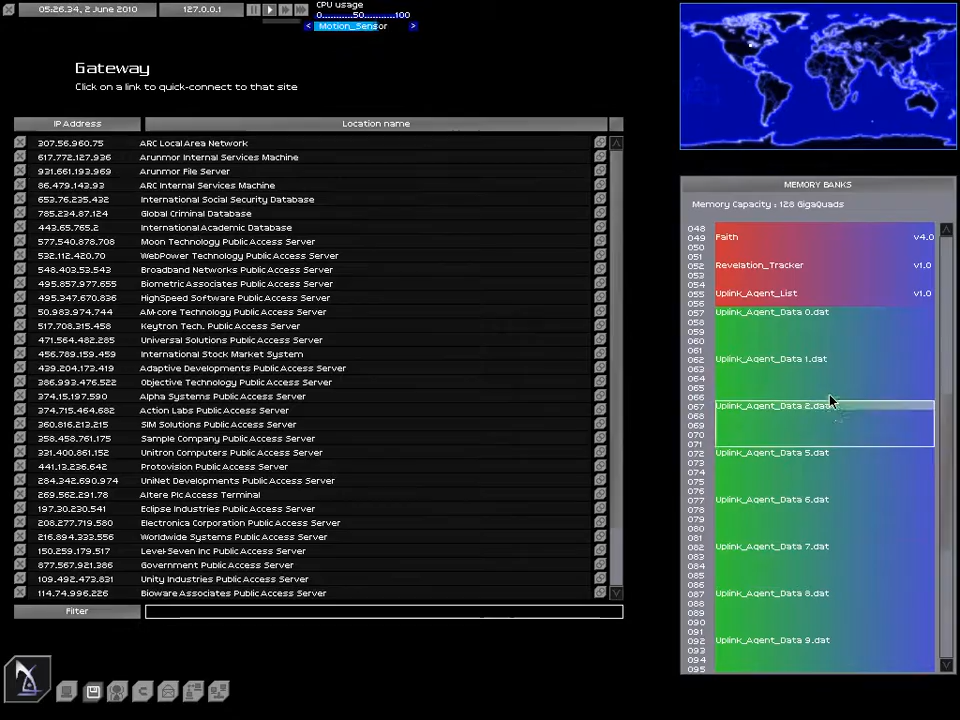 05:26.34, 2 June 2010
127.0.0.1
CPU usage
0..........50..........100
< Motion_Sensor >
Gateway
Click on a link to quick-connect to that site
IP Address Location name
307.56.960.75 ARC Local Area Network
617.772.127.936 Arunmor Internal Services Machine
931.661.193.969 Arunmor File Server
86.479.143.93 ARC Internal Services Machine
653.76.235.432 International Social Security Database
785.234.87.124 Global Criminal Database
443.65.765.2 International Academic Database
577.540.878.708 Moon Technology Public Access Server
532.112.420.70 WebPower Technology Public Access Server
548.403.53.543 Broadband Networks Public Access Server
495.857.977.655 Biometric Associates Public Access Server
495.347.670.836 HighSpeed Software Public Access Server
50.983.974.744 AM-core Technology Public Access Server
517.708.315.458 Keytron Tech. Public Access Server
471.564.482.285 Universal Solutions Public Access Server
456.789.159.459 International Stock Market System
439.204.173.419 Adaptive Developments Public Access Server
386.993.476.522 Objective Technology Public Access Server
374.15.197.590 Alpha Systems Public Access Server
374.715.464.682 Action Labs Public Access Server
360.816.213.215 SIM Solutions Public Access Server
358.458.761.175 Sample Company Public Access Server
331.400.861.152 Unitron Computers Public Access Server
441.13.236.642 Protovision Public Access Server
284.342.690.974 UniNet Developments Public Access Server
269.562.291.78 Altere Plc Access Terminal
197.30.230.541 Eclipse Industries Public Access Server
208.277.719.580 Electronica Corporation Public Access Server
216.894.333.556 Worldwide Systems Public Access Server
150.259.179.517 Level-Seven Inc Public Access Server
877.567.921.386 Government Public Access Server
109.492.473.831 Unity Industries Public Access Server
114.74.996.226 Bioware Associates Public Access Server
Filter
MEMORY BANKS
Memory Capacity : 128 GigaQuads
048
049 Faith v4.0
050
051
052 Revelation_Tracker v1.0
053
054
055 Uplink_Agent_List v1.0
056
057 Uplink_Agent_Data 0.dat
058
059
060
061
062 Uplink_Agent_Data 1.dat
063
064
065
066
067 Uplink_Agent_Data 2.dat
068
069
070
071
072 Uplink_Agent_Data 5.dat
073
074
075
076
077 Uplink_Agent_Data 6.dat
078
079
080
081
082 Uplink_Agent_Data 7.dat
083
084
085
086
087 Uplink_Agent_Data 8.dat
088
089
090
091
092 Uplink_Agent_Data 9.dat
093
094
095